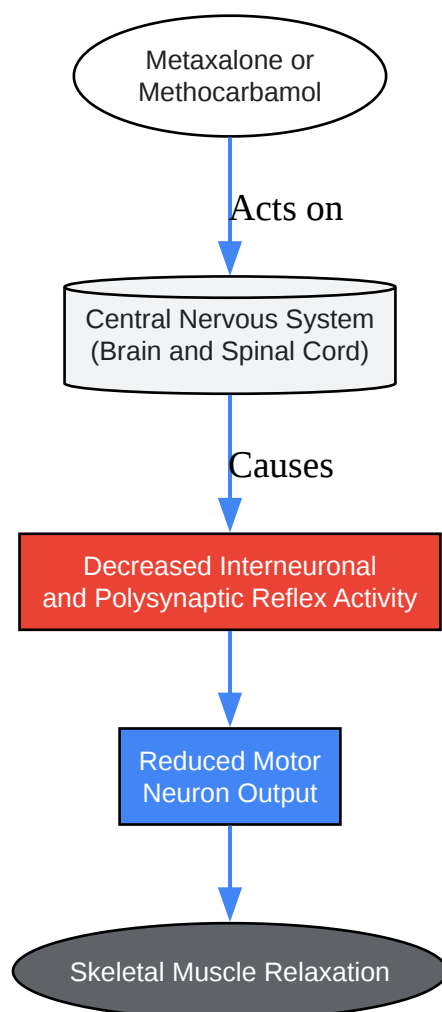 Metaxalone or
Methocarbamol
Acts on
Central Nervous System
(Brain and Spinal Cord)
Causes
Decreased Interneuronal
and Polysynaptic Reflex Activity
Reduced Motor
Neuron Output
Skeletal Muscle Relaxation